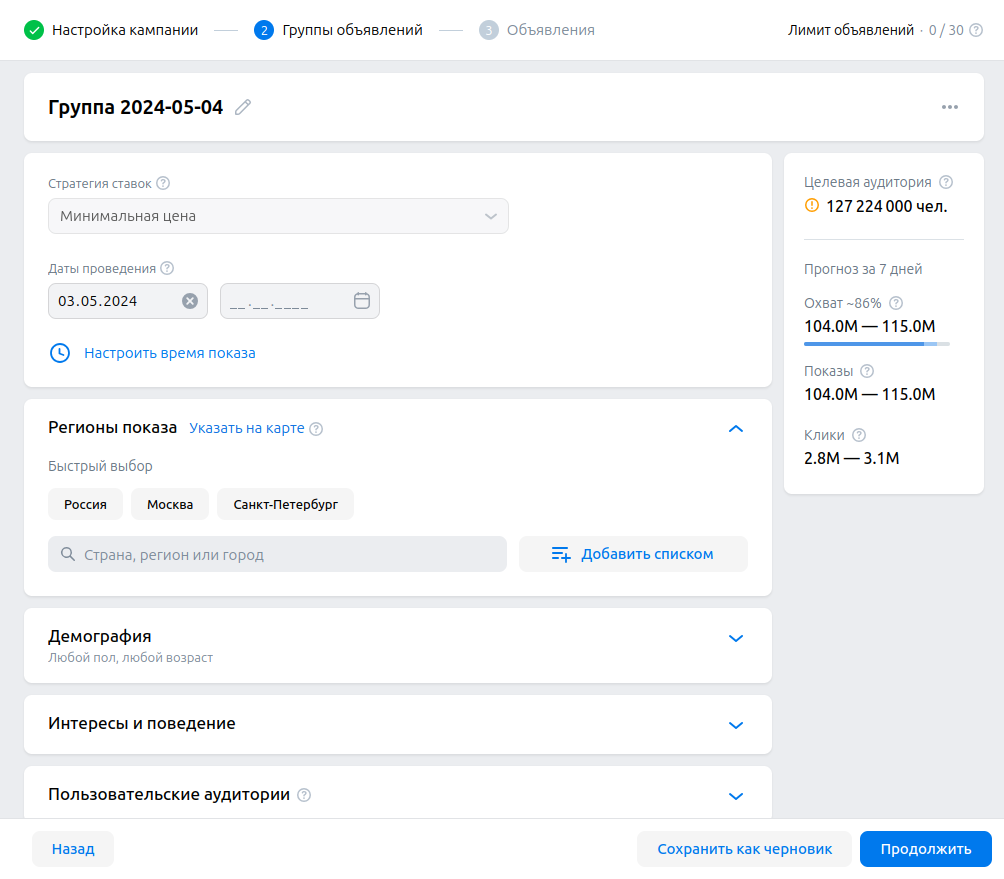 Настройка кампании 2 Группы объявлений 3 Объявления Лимит объявлений · 0 / 30 ?
Группа 2024-05-04
Стратегия ставок ?
Минимальная цена
Даты проведения ?
03.05.2024 __.__.____
Настроить время показа
Регионы показа Указать на карте ?
Быстрый выбор
Россия Москва Санкт-Петербург
Страна, регион или город Добавить списком
Демография
Любой пол, любой возраст
Интересы и поведение
Пользовательские аудитории ?
Целевая аудитория ?
127 224 000 чел.
Прогноз за 7 дней
Охват ~86% ?
104.0M — 115.0M
Показы ?
104.0M — 115.0M
Клики ?
2.8M — 3.1M
Назад Сохранить как черновик Продолжить